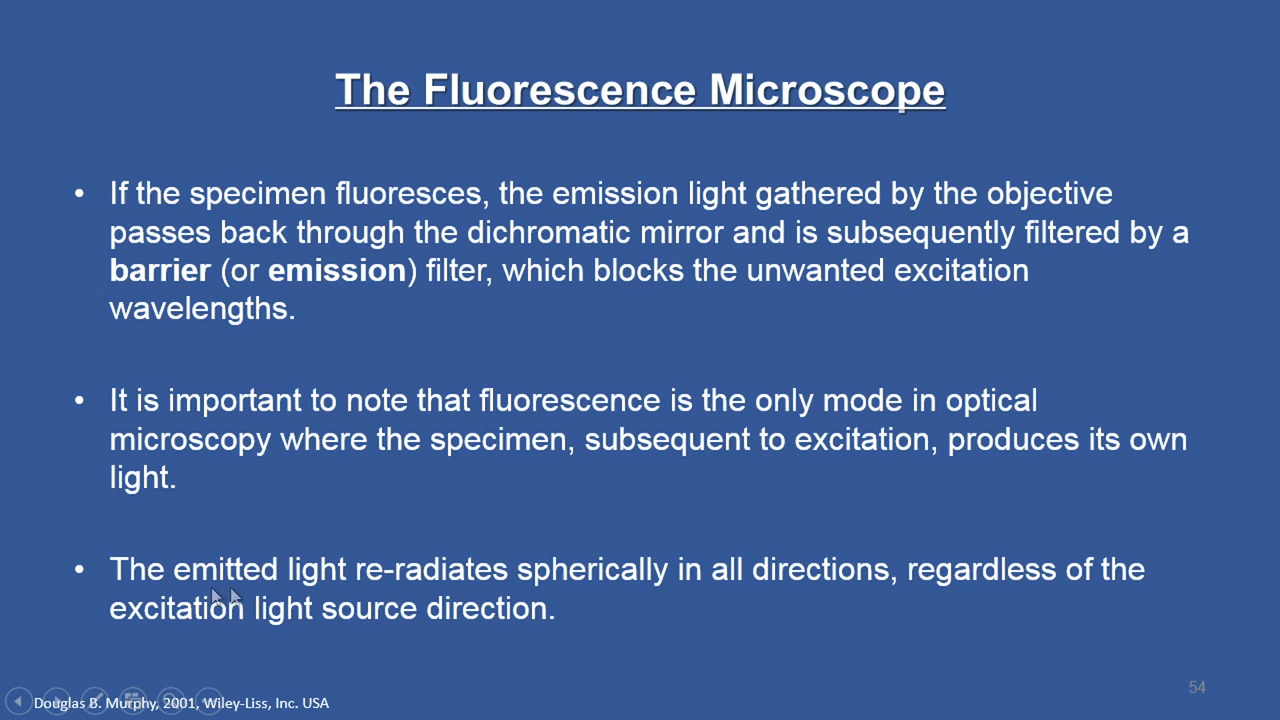 The Fluorescence Microscope
• If the specimen fluoresces, the emission light gathered by the objective
passes back through the dichromatic mirror and is subsequently filtered by a
barrier (or emission) filter, which blocks the unwanted excitation
wavelengths.
• It is important to note that fluorescence is the only mode in optical
microscopy where the specimen, subsequent to excitation, produces its own
light.
• The emitted light re-radiates spherically in all directions, regardless of the
excitation light source direction.
54
Douglas B. Murphy, 2001, Wiley-Liss, Inc. USA